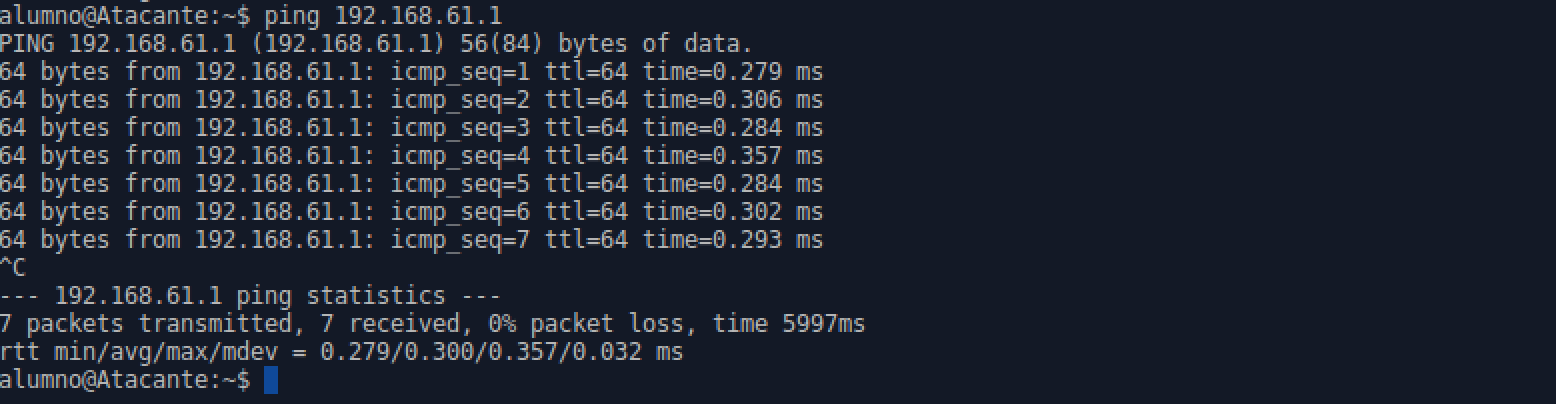 alumno@Atacante:~$ ping 192.168.61.1
PING 192.168.61.1 (192.168.61.1) 56(84) bytes of data.
64 bytes from 192.168.61.1: icmp_seq=1 ttl=64 time=0.279 ms
64 bytes from 192.168.61.1: icmp_seq=2 ttl=64 time=0.306 ms
64 bytes from 192.168.61.1: icmp_seq=3 ttl=64 time=0.284 ms
64 bytes from 192.168.61.1: icmp_seq=4 ttl=64 time=0.357 ms
64 bytes from 192.168.61.1: icmp_seq=5 ttl=64 time=0.284 ms
64 bytes from 192.168.61.1: icmp_seq=6 ttl=64 time=0.302 ms
64 bytes from 192.168.61.1: icmp_seq=7 ttl=64 time=0.293 ms
^C
--- 192.168.61.1 ping statistics ---
7 packets transmitted, 7 received, 0% packet loss, time 5997ms
rtt min/avg/max/mdev = 0.279/0.300/0.357/0.032 ms
alumno@Atacante:~$